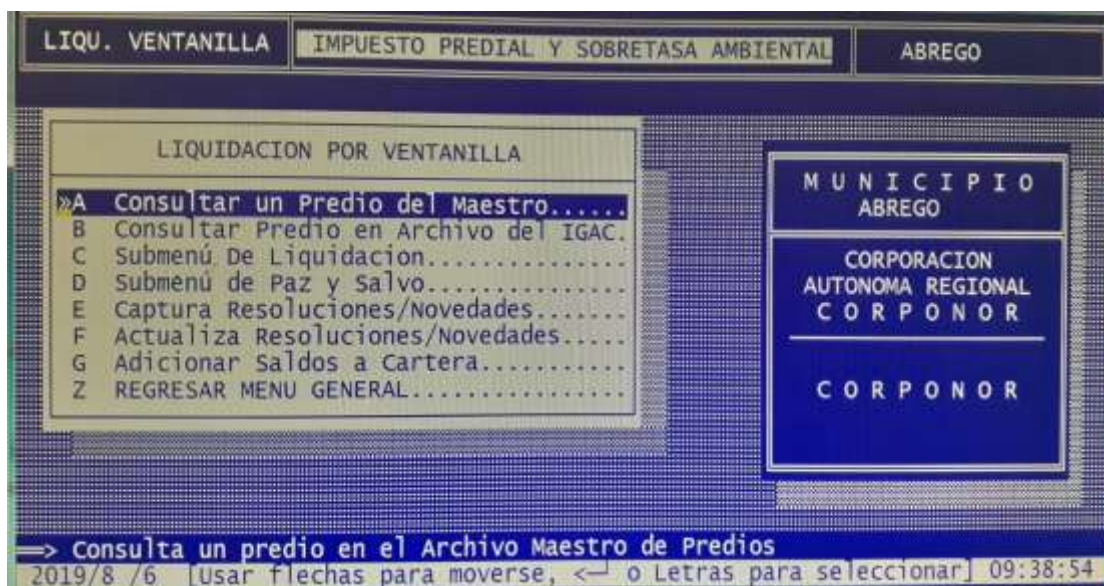 LIQU. VENTANILLA
IMPUESTO PREDIAL Y SOBRETASA AMBIENTAL
ABREGO
LIQUIDACION POR VENTANILLA
»A Consultar un Predio del Maestro......
B Consultar Predio en Archivo del IGAC.
C Submenú De Liquidacion...............
D Submenú de Paz y Salvo...............
E Captura Resoluciones/Novedades.......
F Actualiza Resoluciones/Novedades.....
G Adicionar Saldos a Cartera...........
Z REGRESAR MENU GENERAL................
M U N I C I P I O
ABREGO
CORPORACION
AUTONOMA REGIONAL
C O R P O N O R
C O R P O N O R
=> Consulta un predio en el Archivo Maestro de Predios
2019/8 /6 [Usar flechas para moverse, <─┘ o Letras para seleccionar] 09:38:54